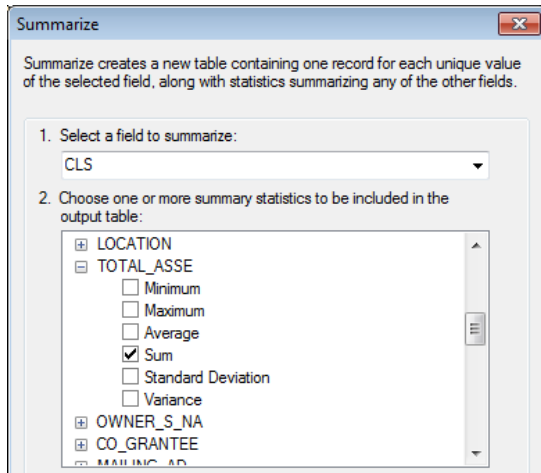 Summarize
Summarize creates a new table containing one record for each unique value
of the selected field, along with statistics summarizing any of the other fields.
1. Select a field to summarize:
CLS
2. Choose one or more summary statistics to be included in the
output table:
LOCATION
TOTAL_ASSE
Minimum
Maximum
Average
Sum
Standard Deviation
Variance
OWNER_S_NA
CO_GRANTEE
MAILING_AD